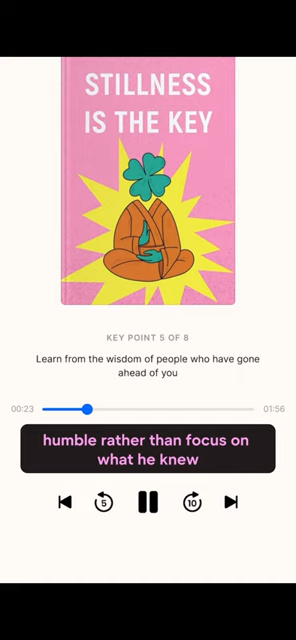 STILLNESS
IS THE KEY
KEY POINT 5 OF 8
Learn from the wisdom of people who have gone
ahead of you
00:23
01:56
humble rather than focus on
what he knew
5
10